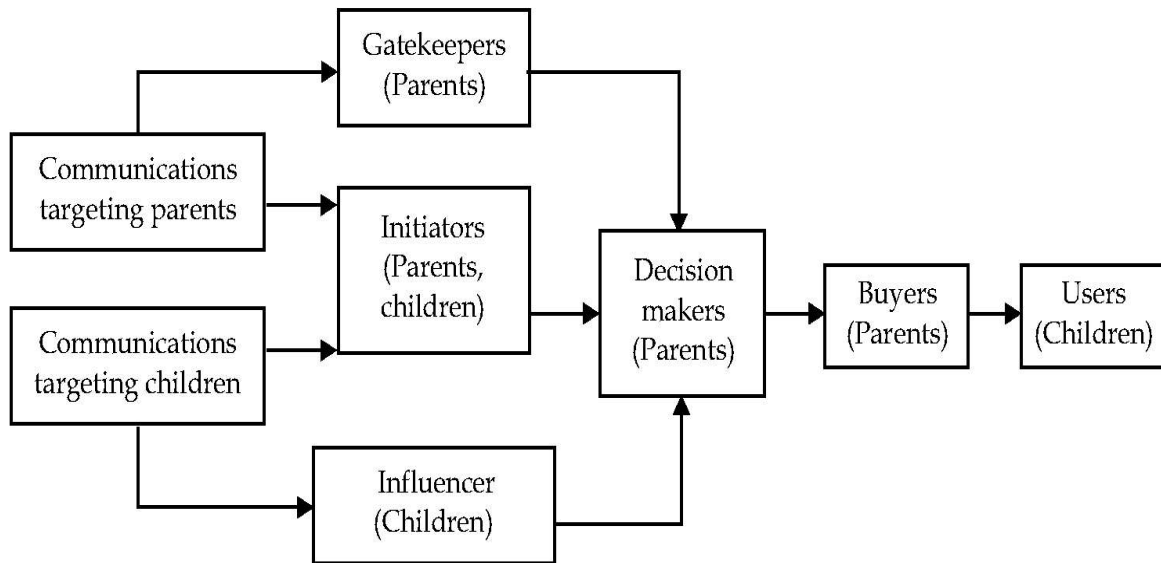 Gatekeepers
(Parents)
Communications
targeting parents
Initiators
(Parents,
children)
Communications
targeting children
Influencer
(Children)
Decision
makers
(Parents)
Buyers
(Parents)
Users
(Children)